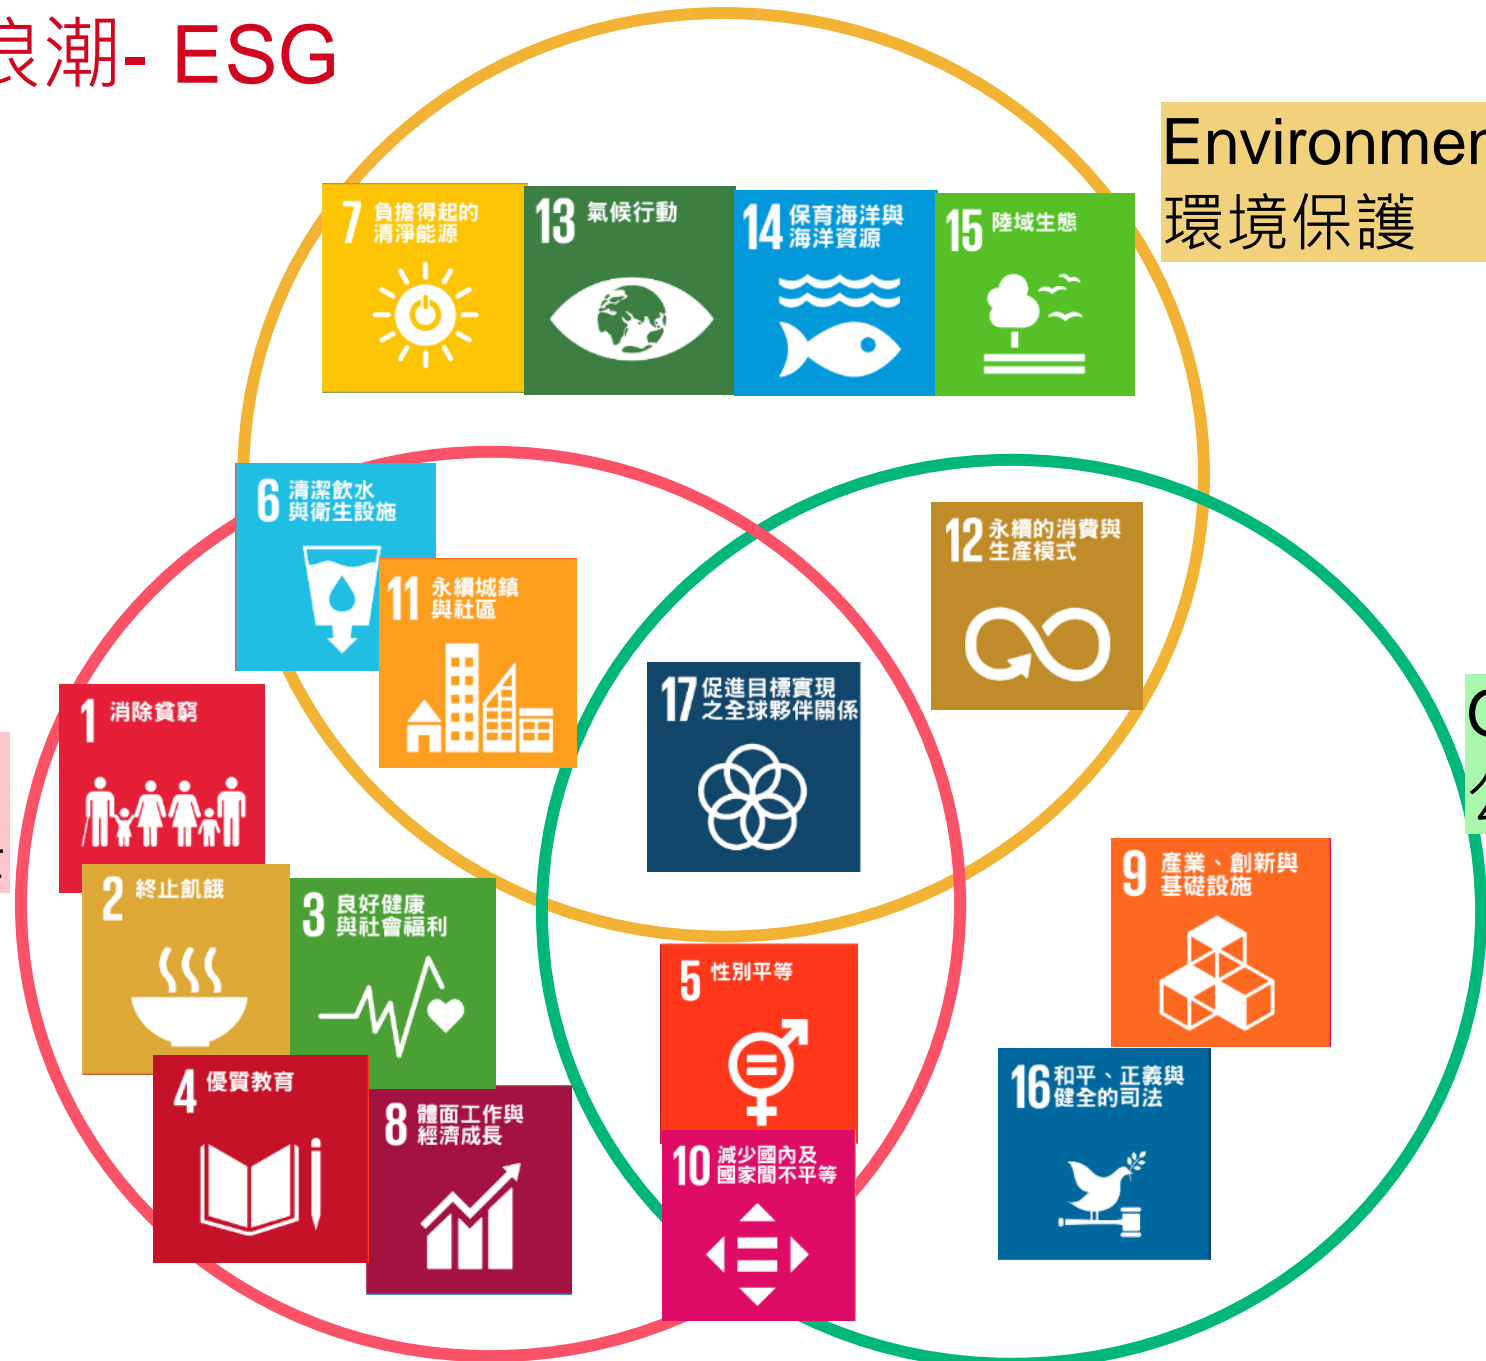 浪潮- ESG
Environmen
環境保護
7 負擔得起的
清淨能源
13 氣候行動
14 保育海洋與
海洋資源
15 陸域生態
6 清潔飲水
與衛生設施
11 永續城鎮
與社區
12 永續的消費與
生產模式
17 促進目標實現
之全球夥伴關係
1 消除貧窮
2 終止飢餓
3 良好健康
與社會福利
4 優質教育
8 體面工作與
經濟成長
5 性別平等
10 減少國內及
國家間不平等
9 產業、創新與
基礎設施
16 和平、正義與
健全的司法